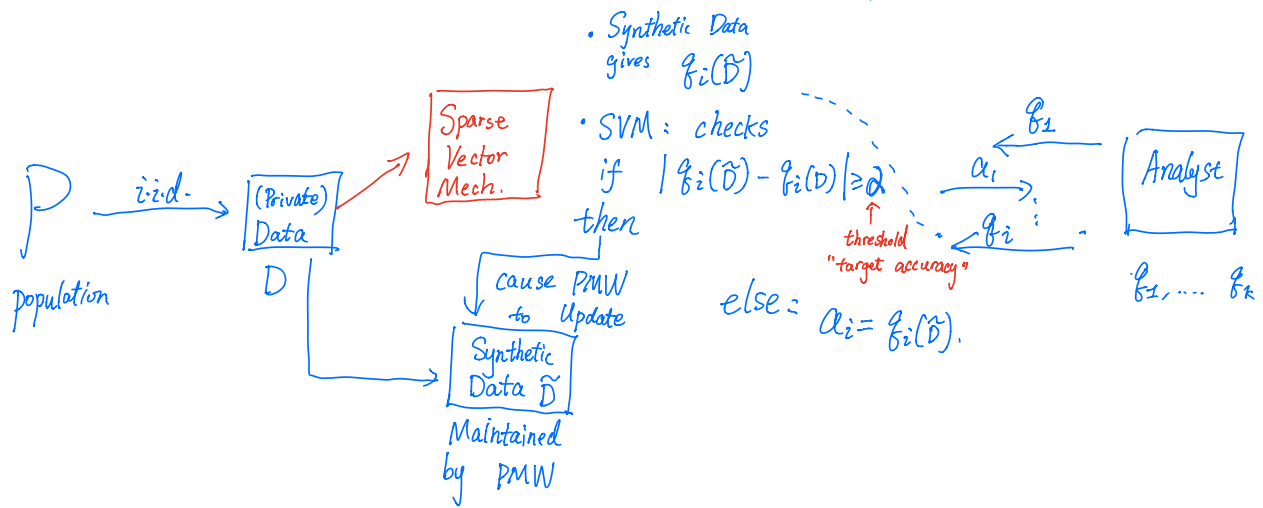 P
population
i.i.d.
(Private)
Data
D
Sparse
Vector
Mech.
• Synthetic Data
gives q_i(D̃)
• SVM: checks
if |q_i(D̃) - q_i(D)| ≥ α
then
threshold
"target accuracy"
cause PMW
to Update
else: a_i = q_i(D̃).
Synthetic
Data D̃
Maintained
by PMW
q_1
a_1
⋮
q_i
Analyst
q_1, .... q_k